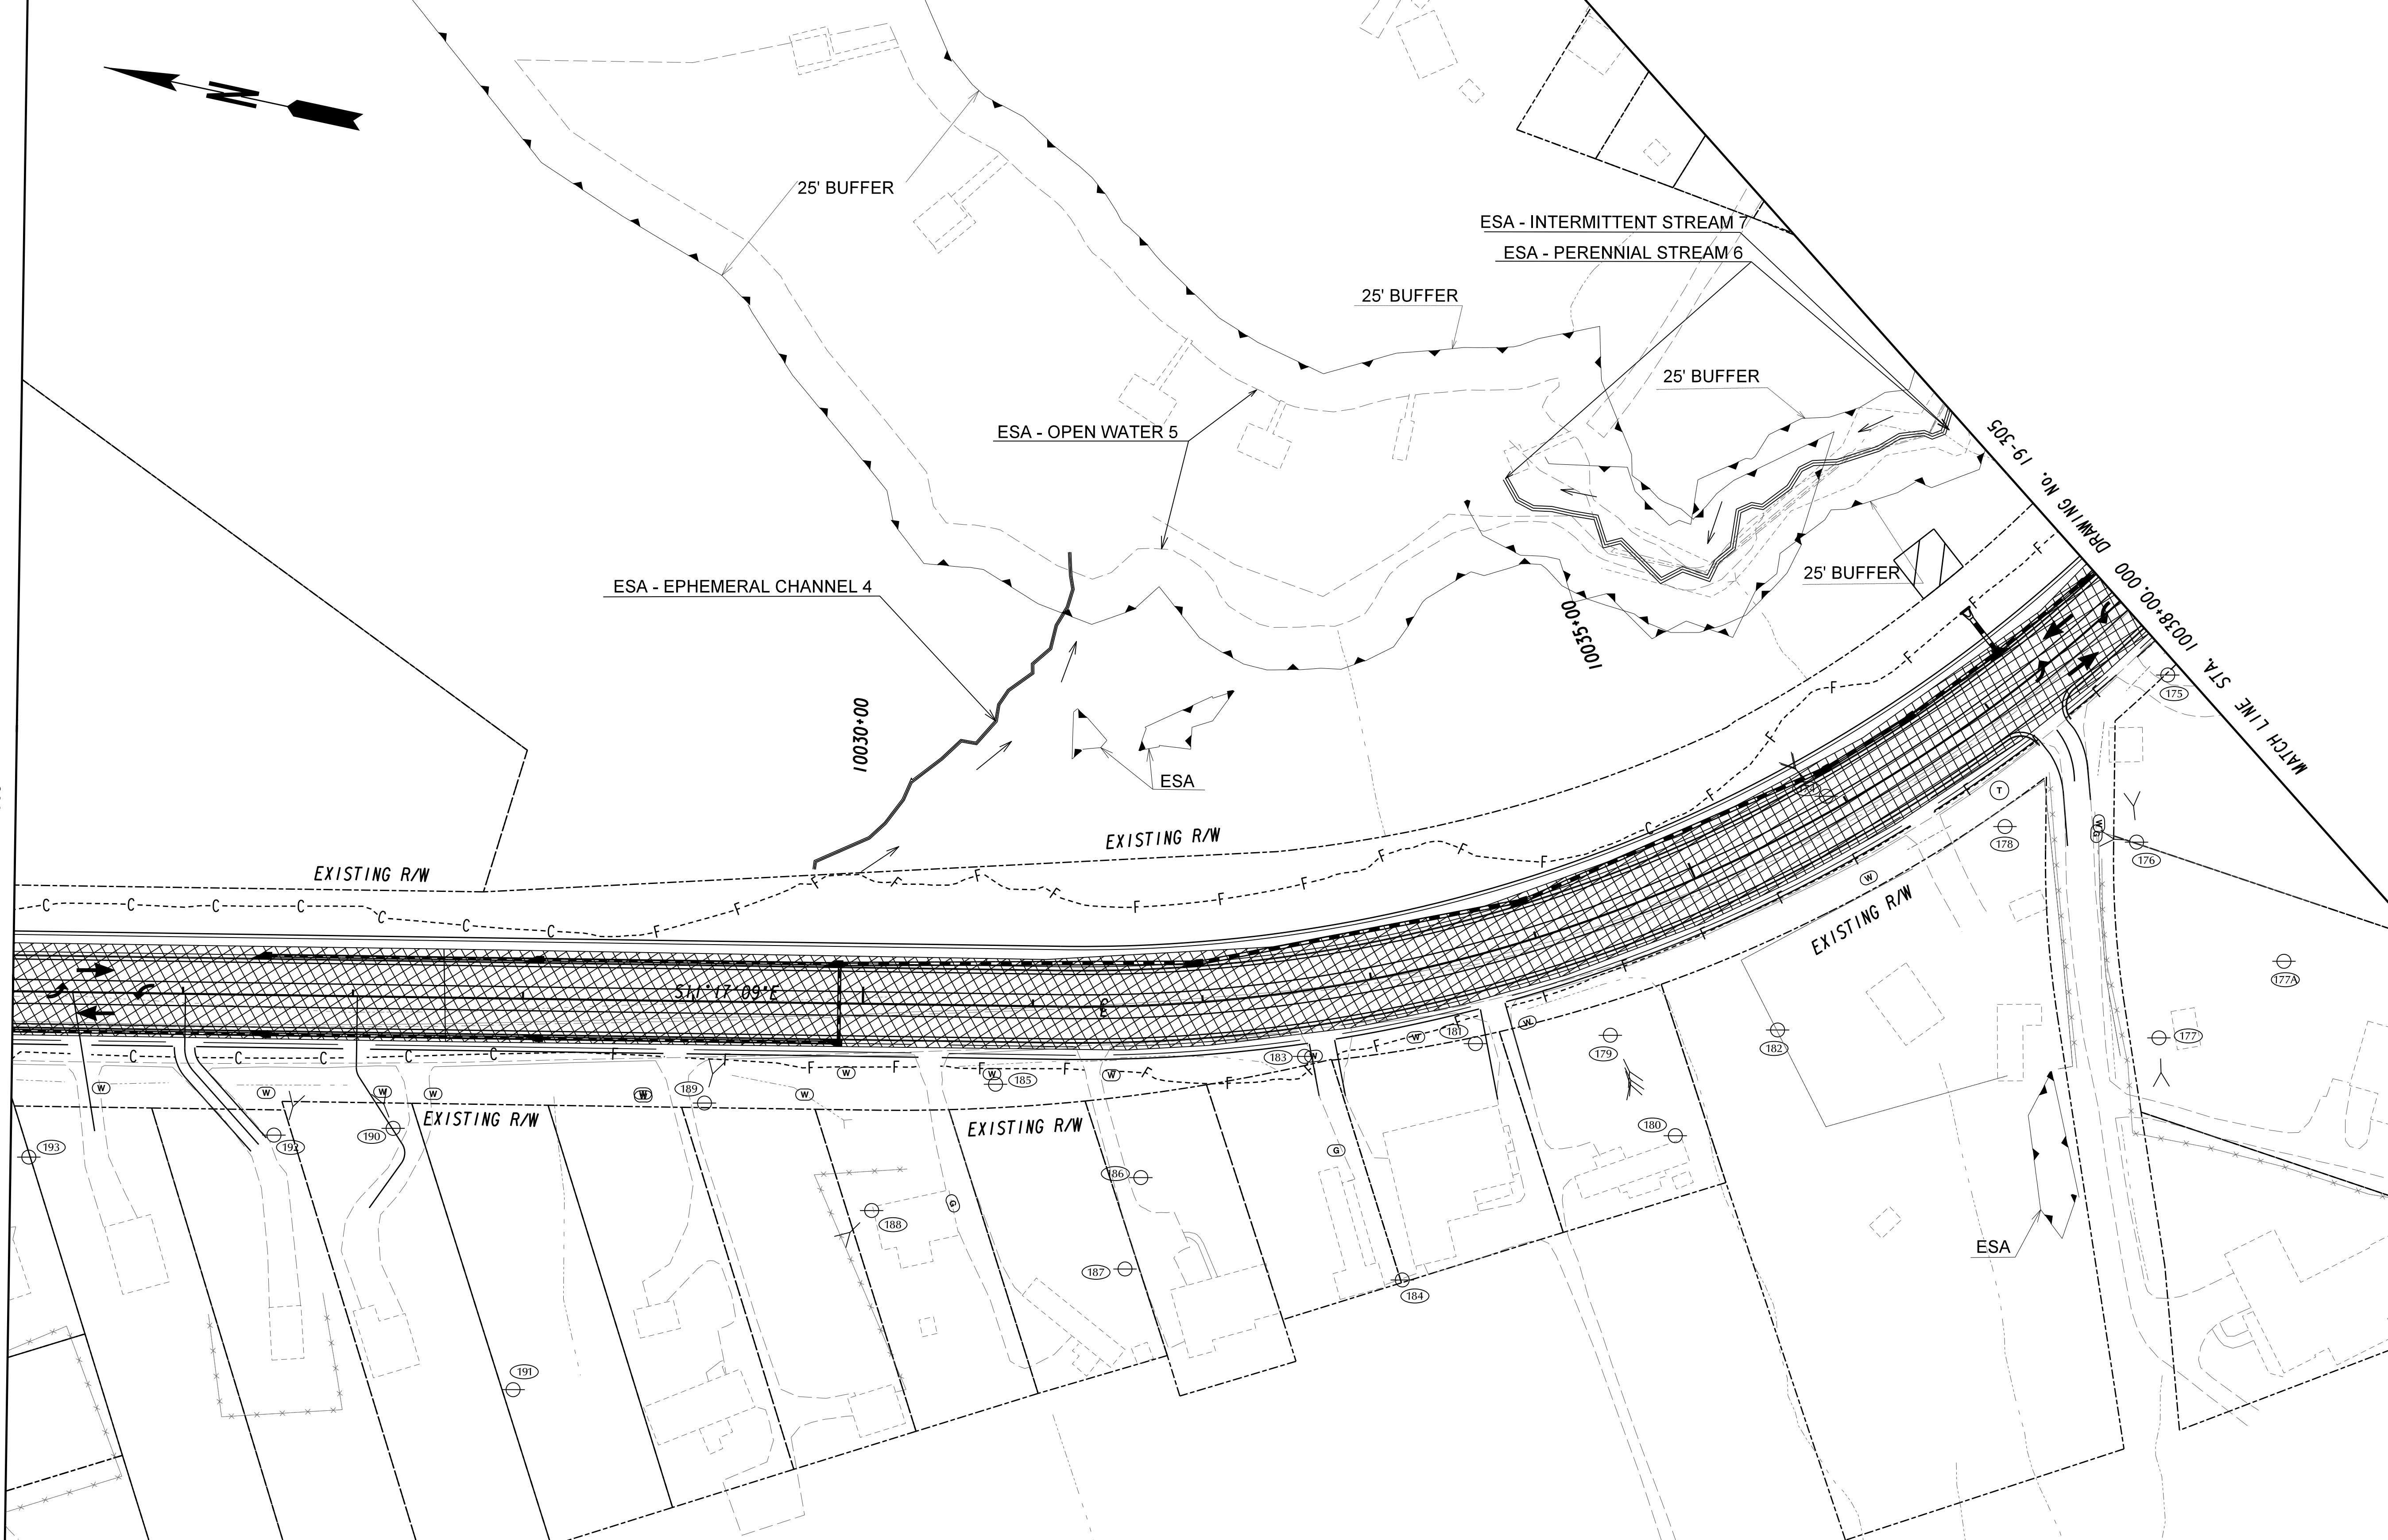 N
25' BUFFER
ESA - INTERMITTENT STREAM 7
ESA - PERENNIAL STREAM 6
25' BUFFER
25' BUFFER
ESA - OPEN WATER 5
MATCH LINE STA. 10038+00.000 DRAWING No. 19-305
25' BUFFER
ESA - EPHEMERAL CHANNEL 4
10035+00
10030+00
ESA
EXISTING R/W
EXISTING R/W
EXISTING R/W
EXISTING R/W
EXISTING R/W
S11°17'09"E
C C C C C C C F F F F F F F F F F F F C F F F F F F
C C C C C F F F F F F F F F F F F F
T
W W W W W W W W W W W W W W
G
G
G
175
176
177A
177
178
179
180
181
182
183
184
185
186
187
188
189
190
191
192
193
ESA